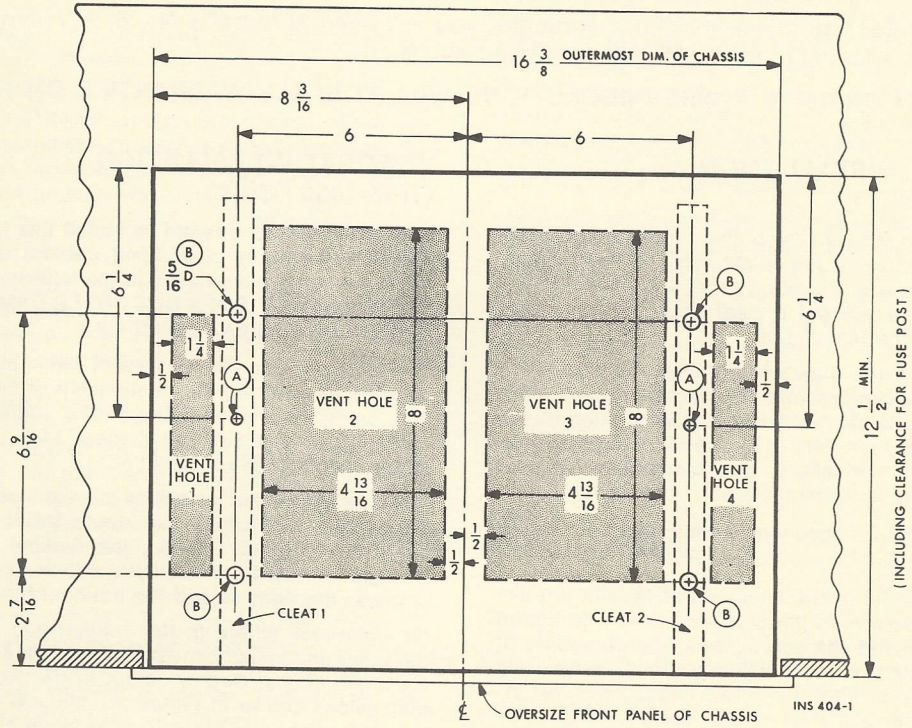 16 3/8 OUTERMOST DIM. OF CHASSIS
8 3/16
6
6
B
5/16 D
B
6 1/4
6 1/4
1 1/4
1 1/4
1/2
1/2
A
A
VENT HOLE 2
8
VENT HOLE 3
8
12 1/2 MIN.
(INCLUDING CLEARANCE FOR FUSE POST)
6 9/16
VENT HOLE 1
VENT HOLE 4
4 13/16
4 13/16
1/2
1/2
B
B
2 7/16
CLEAT 1
CLEAT 2
℄
OVERSIZE FRONT PANEL OF CHASSIS
INS 404-1